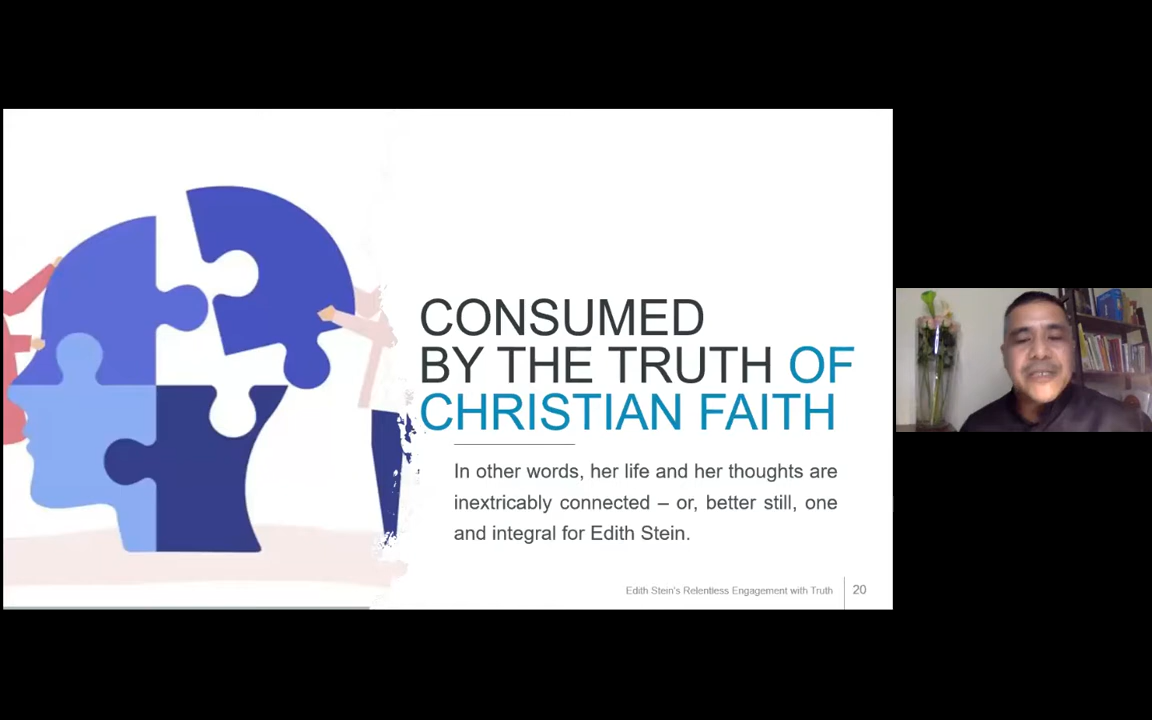 CONSUMED
BY THE TRUTH OF
CHRISTIAN FAITH
In other words, her life and her thoughts are
inextricably connected – or, better still, one
and integral for Edith Stein.
Edith Stein's Relentless Engagement with Truth
20